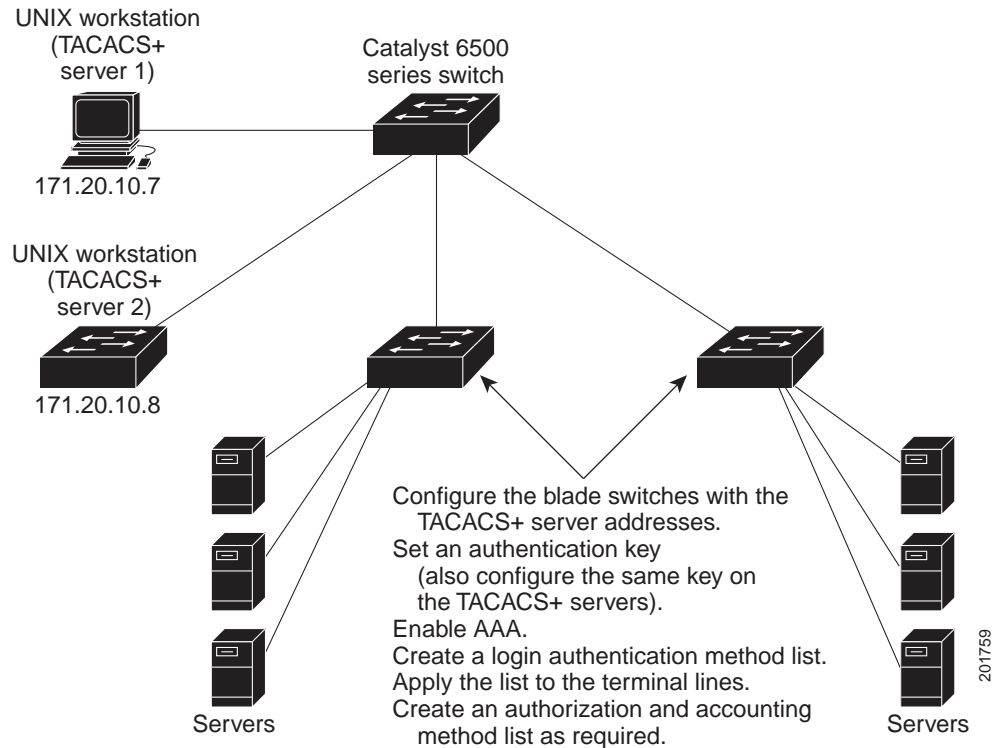 UNIX workstation
(TACACS+
server 1)
171.20.10.7
Catalyst 6500
series switch
UNIX workstation
(TACACS+
server 2)
171.20.10.8
Configure the blade switches with the
TACACS+ server addresses.
Set an authentication key
(also configure the same key on
the TACACS+ servers).
Enable AAA.
Create a login authentication method list.
Apply the list to the terminal lines.
Create an authorization and accounting
method list as required.
Servers
Servers
201759